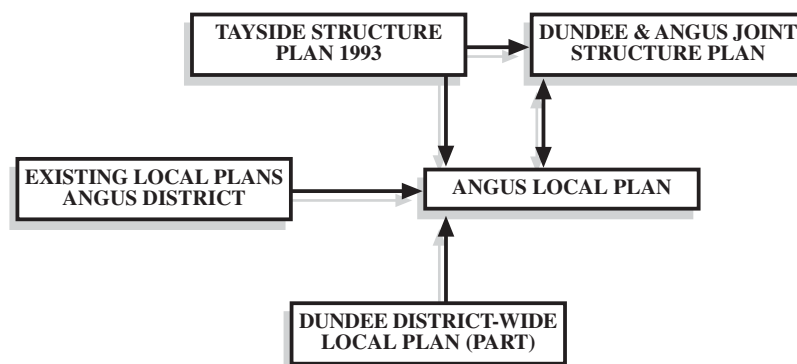 TAYSIDE STRUCTURE
PLAN 1993
DUNDEE & ANGUS JOINT
STRUCTURE PLAN
EXISTING LOCAL PLANS
ANGUS DISTRICT
ANGUS LOCAL PLAN
DUNDEE DISTRICT-WIDE
LOCAL PLAN (PART)